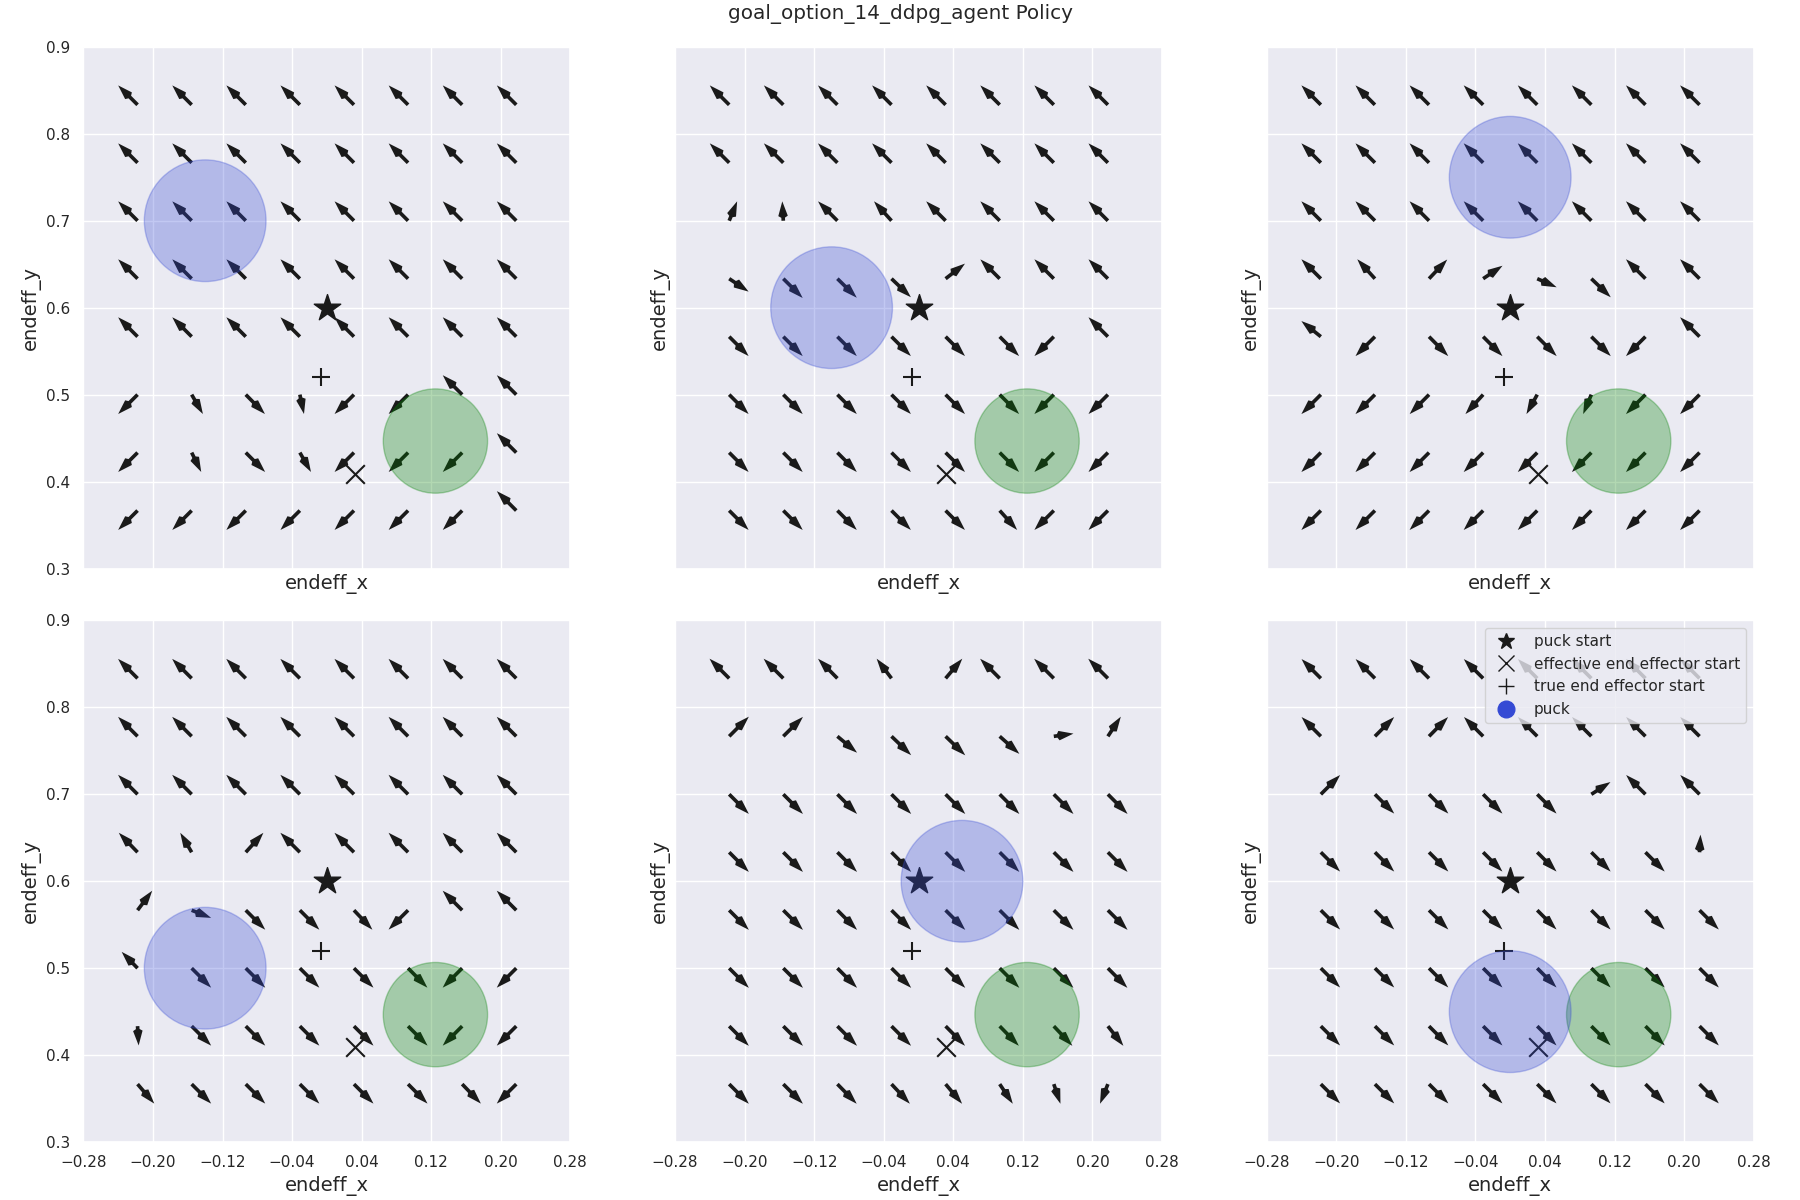 goal_option_14_ddpg_agent Policy
0.9
0.8
0.7
0.6
0.5
0.4
0.3
endeff_y
endeff_x
endeff_y
endeff_x
endeff_y
endeff_x
0.9
0.8
0.7
0.6
0.5
0.4
0.3
endeff_y
−0.28 −0.20 −0.12 −0.04 0.04 0.12 0.20 0.28
endeff_x
endeff_y
−0.28 −0.20 −0.12 −0.04 0.04 0.12 0.20 0.28
endeff_x
endeff_y
puck start
effective end effector start
true end effector start
puck
−0.28 −0.20 −0.12 −0.04 0.04 0.12 0.20 0.28
endeff_x